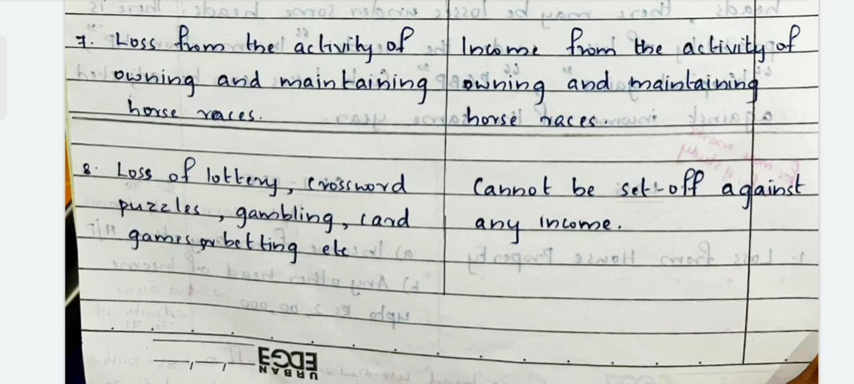 7. Loss from the activity of
owning and maintaining
horse races.
Income from the activity of
owning and maintaining
horse races.
8. Loss of lottery, crossword
puzzles, gambling, card
games or betting etc
Cannot be set-off against
any income.
URBAN
EDGE